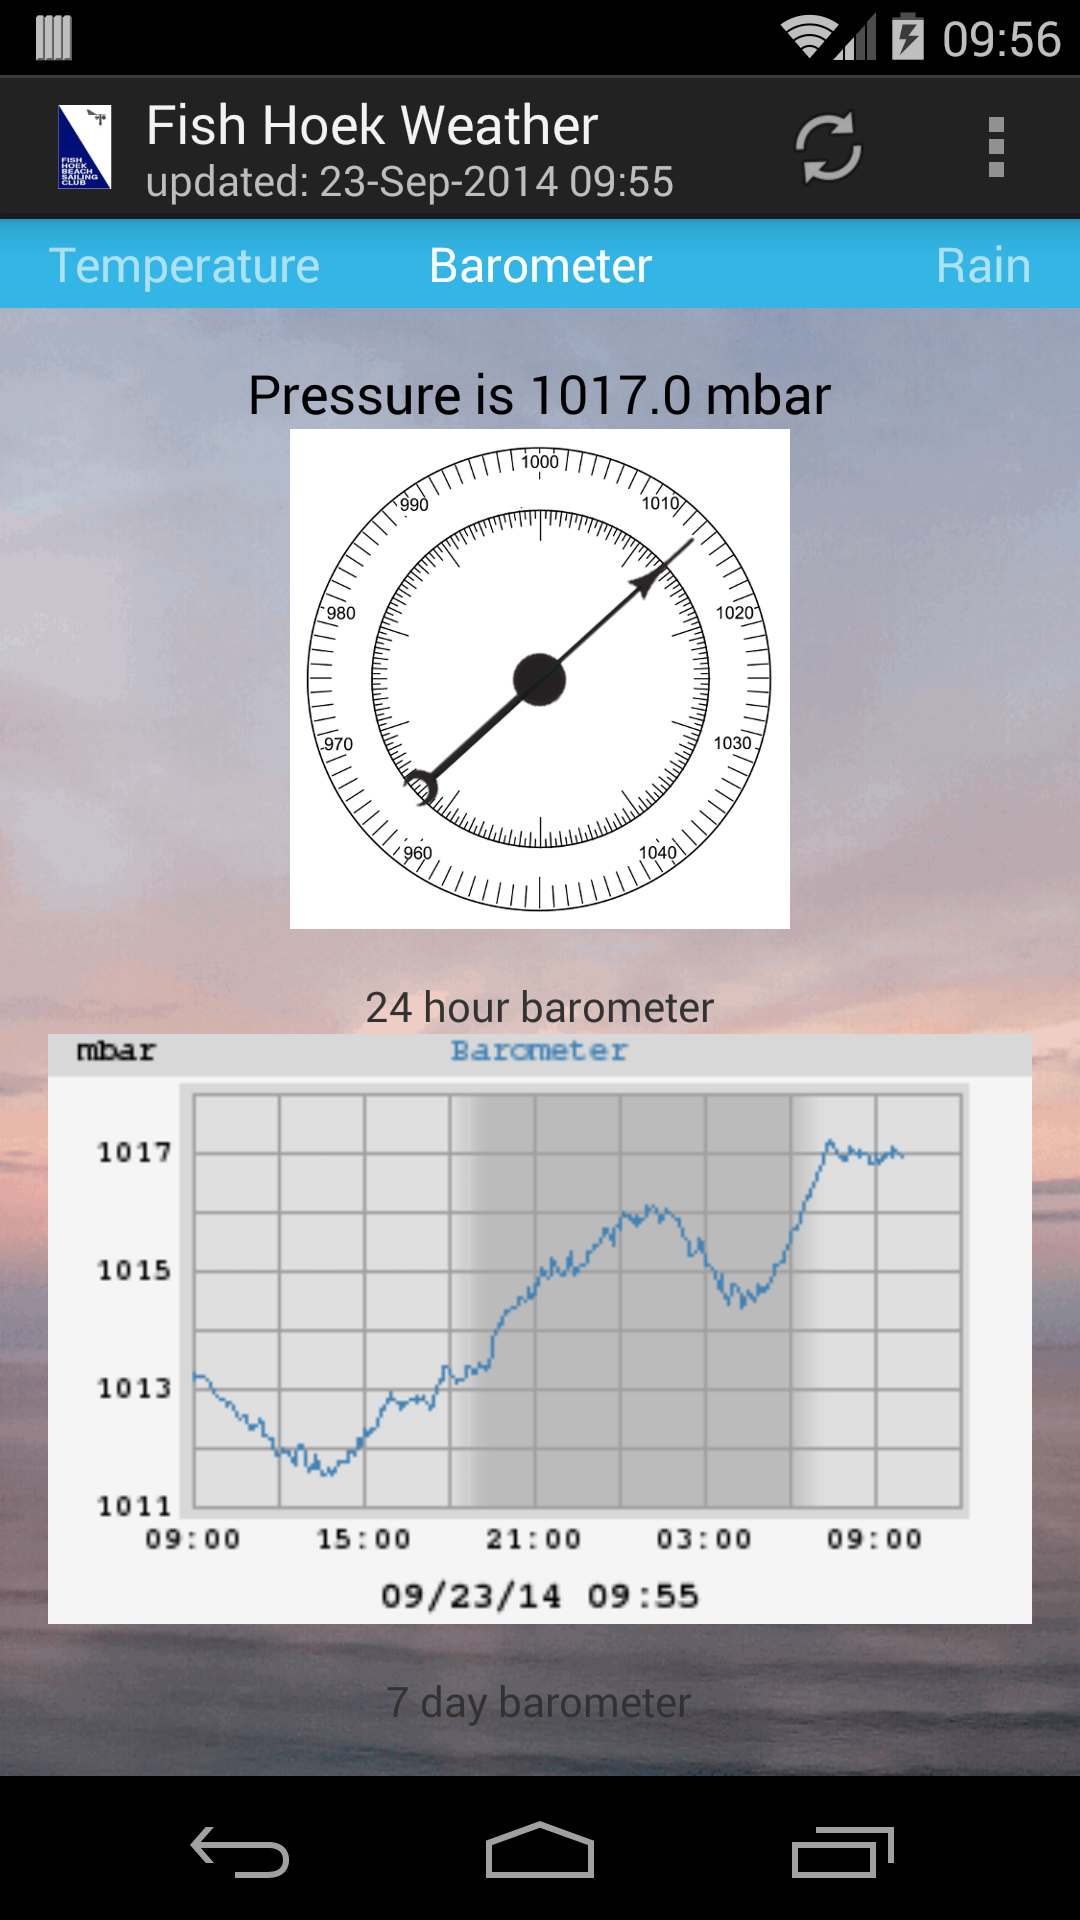 09:56
FISH
HOEK
BEACH
SAILING
CLUB
Fish Hoek Weather
updated: 23-Sep-2014 09:55
Temperature Barometer Rain
Pressure is 1017.0 mbar
1000
990 1010
980 1020
970 1030
960 1040
24 hour barometer
mbar Barometer
1017
1015
1013
1011
09:00 15:00 21:00 03:00 09:00
09/23/14 09:55
7 day barometer